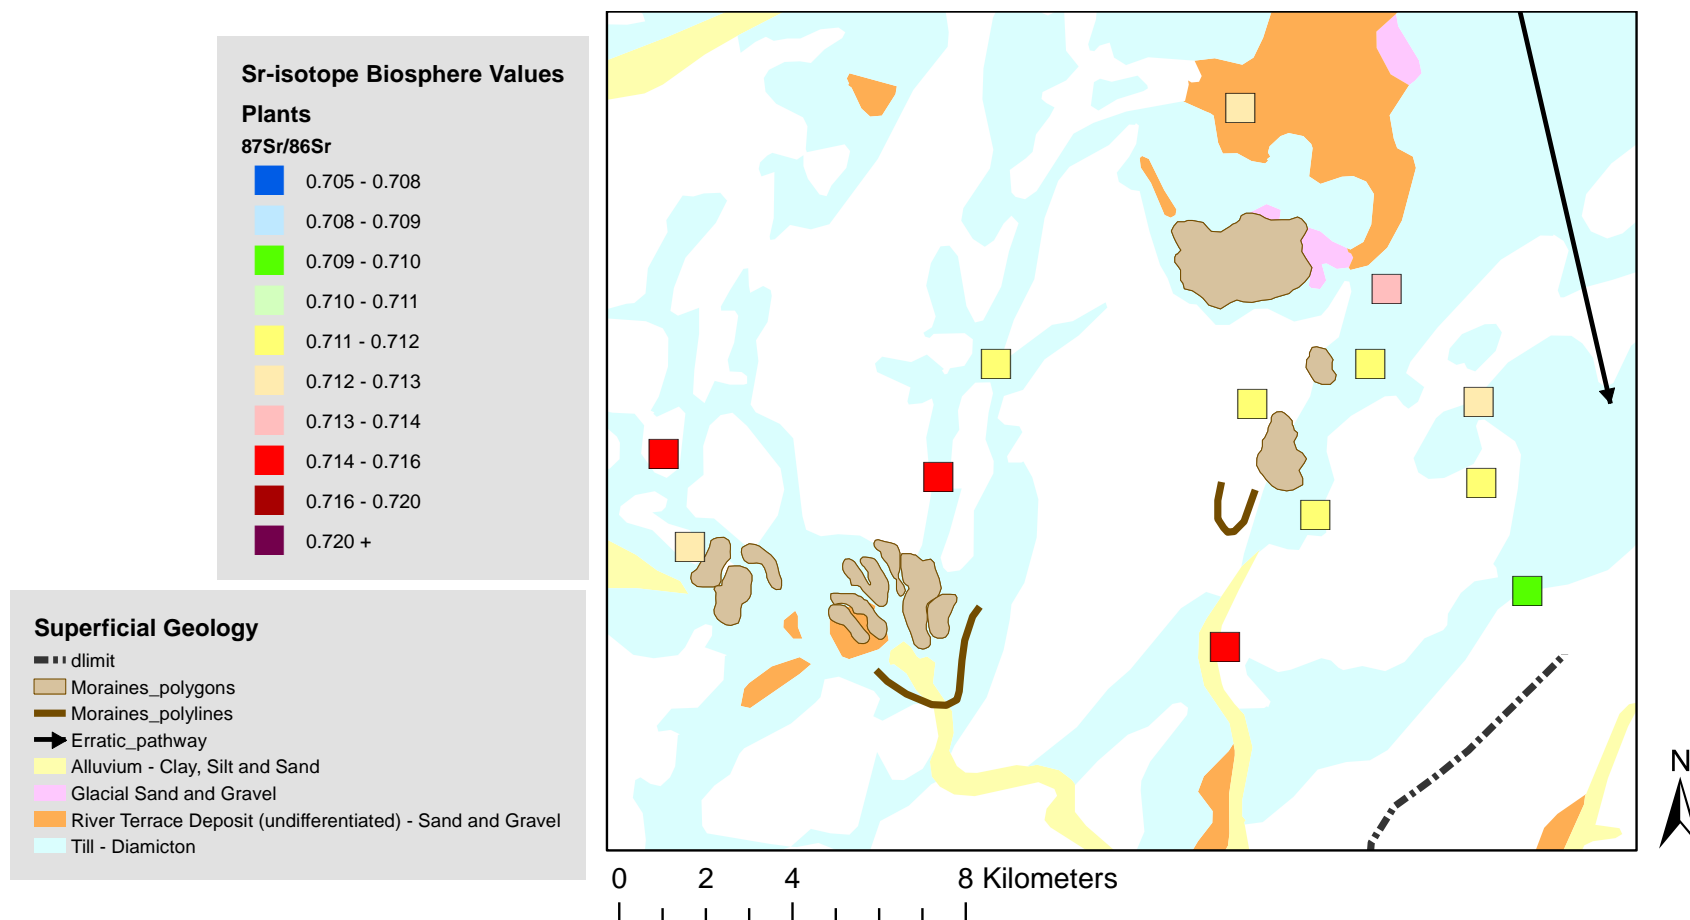 Sr-isotope Biosphere Values
Plants
87Sr/86Sr
0.705 - 0.708
0.708 - 0.709
0.709 - 0.710
0.710 - 0.711
0.711 - 0.712
0.712 - 0.713
0.713 - 0.714
0.714 - 0.716
0.716 - 0.720
0.720 +
Superficial Geology
dlimit
Moraines_polygons
Moraines_polylines
Erratic_pathway
Alluvium - Clay, Silt and Sand
Glacial Sand and Gravel
River Terrace Deposit (undifferentiated) - Sand and Gravel
Till - Diamicton
N
0 2 4 8 Kilometers